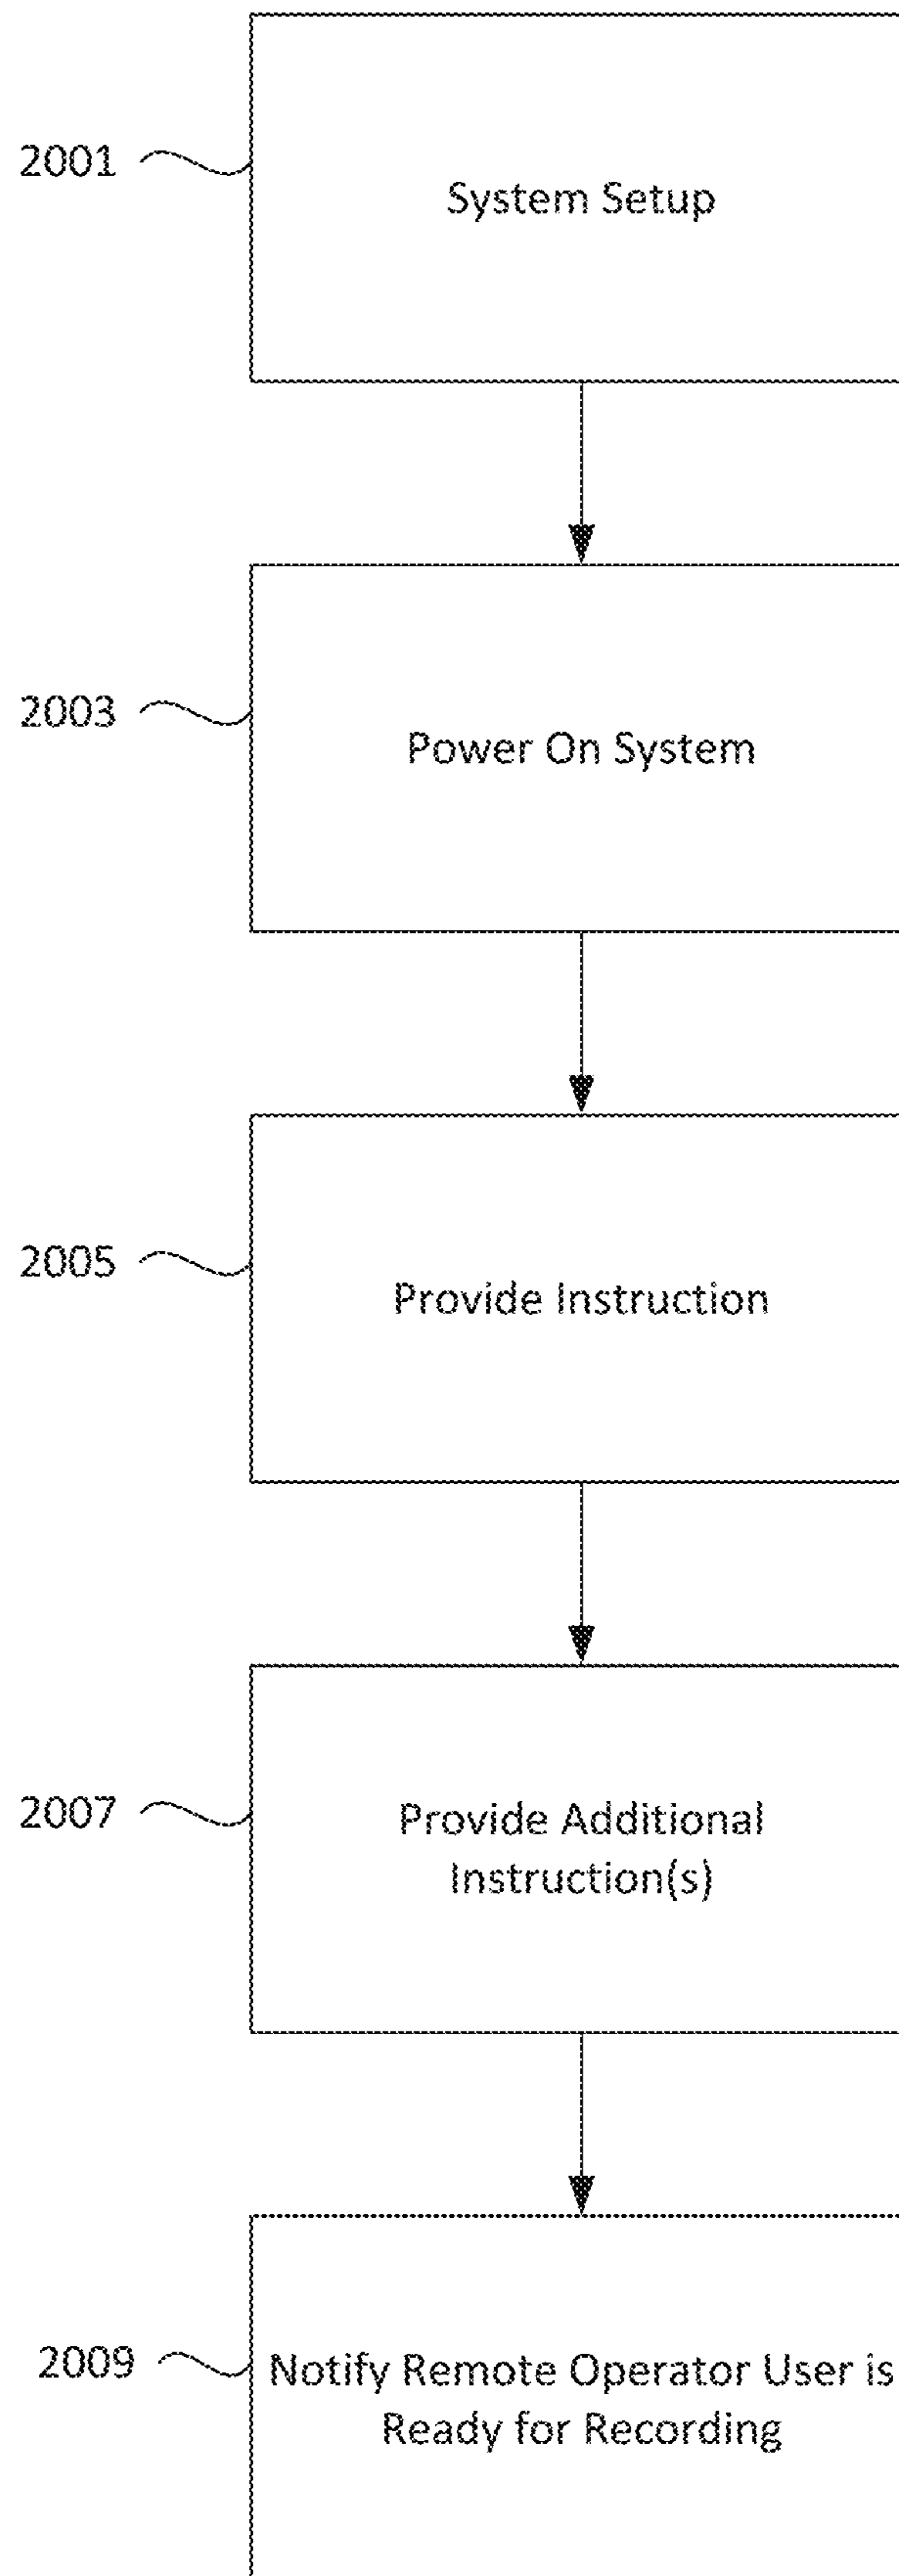 2001
System Setup
2003
Power On System
2005
Provide Instruction
2007
Provide Additional
Instruction(s)
2009
Notify Remote Operator User is
Ready for Recording